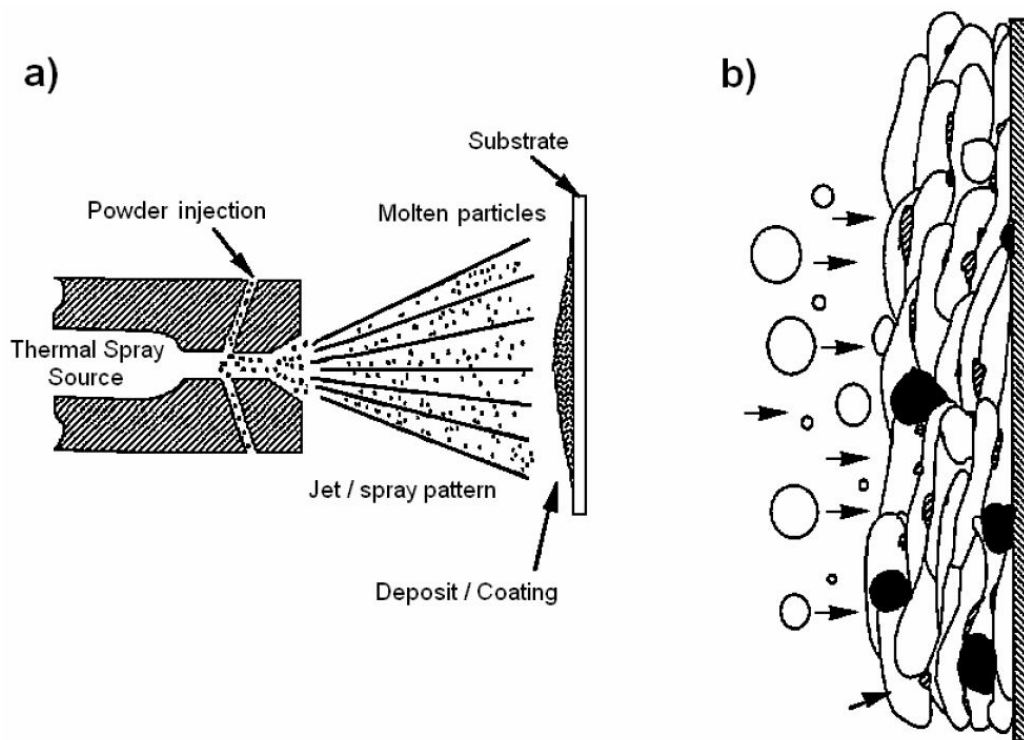 a)
b)
Substrate
Powder injection
Molten particles
Thermal Spray
Source
Jet / spray pattern
Deposit / Coating